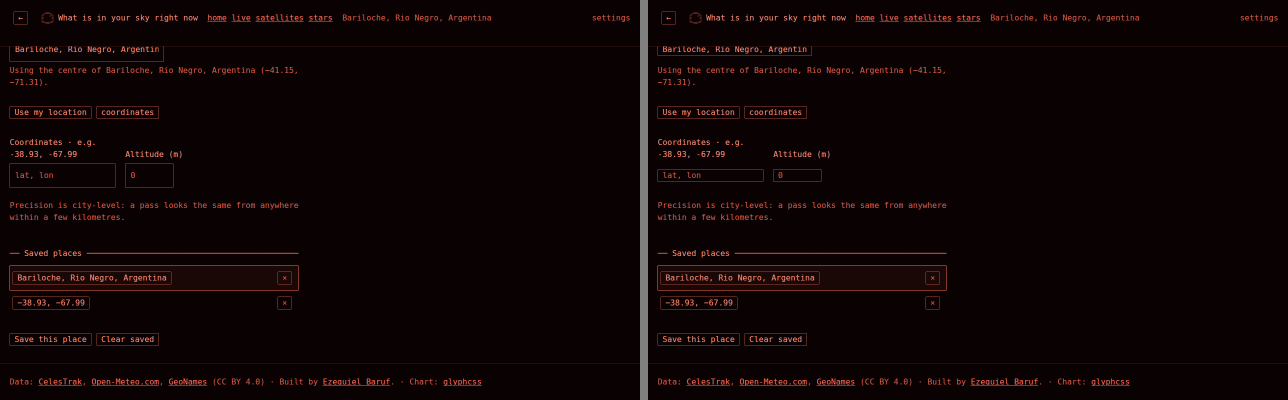 ← What is in your sky right now home live satellites stars Bariloche, Rio Negro, Argentina settings
Bariloche, Rio Negro, Argentin
Using the centre of Bariloche, Rio Negro, Argentina (−41.15,
−71.31).
Use my location coordinates
Coordinates - e.g.
-38.93, -67.99 Altitude (m)
lat, lon 0
Precision is city-level: a pass looks the same from anywhere
within a few kilometres.
Saved places
Bariloche, Rio Negro, Argentina ×
−38.93, −67.99 ×
Save this place Clear saved
Data: CelesTrak, Open-Meteo.com, GeoNames (CC BY 4.0) · Built by Ezequiel Baruf. · Chart: glyphcss
← What is in your sky right now home live satellites stars Bariloche, Rio Negro, Argentina settings
Bariloche, Rio Negro, Argentin
Using the centre of Bariloche, Rio Negro, Argentina (−41.15,
−71.31).
Use my location coordinates
Coordinates - e.g.
-38.93, -67.99 Altitude (m)
lat, lon 0
Precision is city-level: a pass looks the same from anywhere
within a few kilometres.
Saved places
Bariloche, Rio Negro, Argentina ×
−38.93, −67.99 ×
Save this place Clear saved
Data: CelesTrak, Open-Meteo.com, GeoNames (CC BY 4.0) · Built by Ezequiel Baruf. · Chart: glyphcss